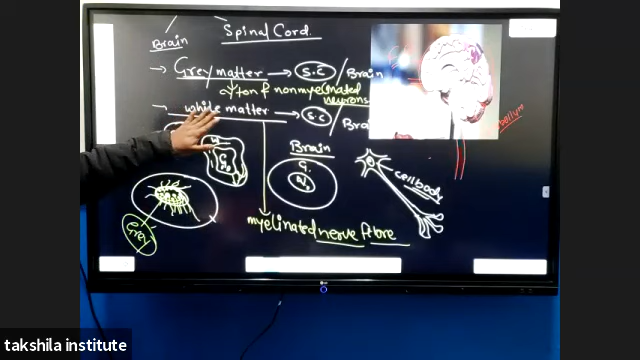 Spinal Cord.
Brain
→ Grey matter → S.C / Brain
cyton & nonmyelinated neurons
→ white matter → S.C / Bra
Brain
G.
W
W
G
cell body
Grey
myelinated nerve fibre
takshila institute